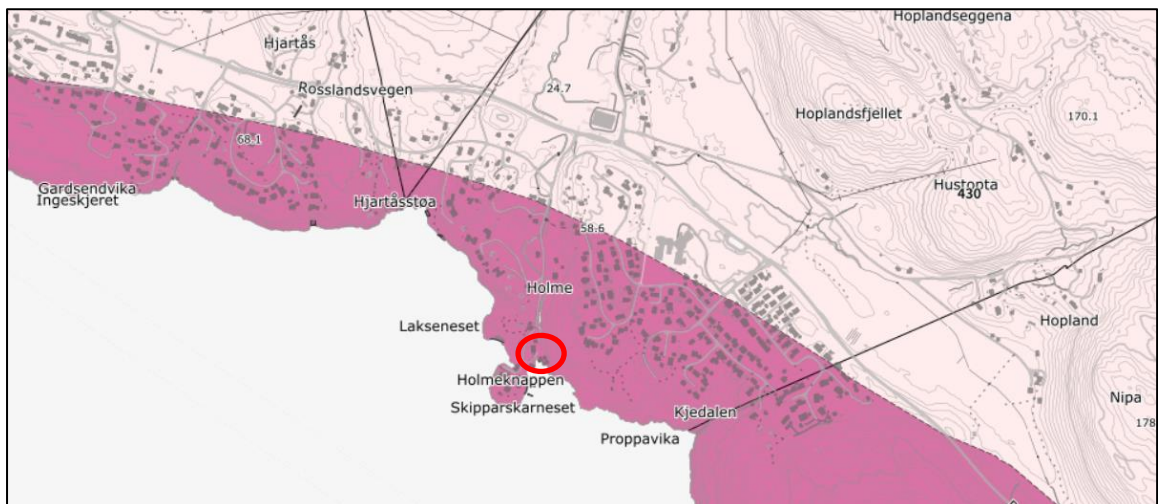 Hoplandseggena
Hjartås
Rosslandsvegen
24.7
Hoplandsfjellet
170.1
68.1
Hustopta
430
Gardsendvika
Ingeskjeret
Hjartåsstøa
58.6
Holme
Lakseneset
Hopland
Holmeknappen
Skipparskarneset
Kjedalen
Nipa
Proppavika
178